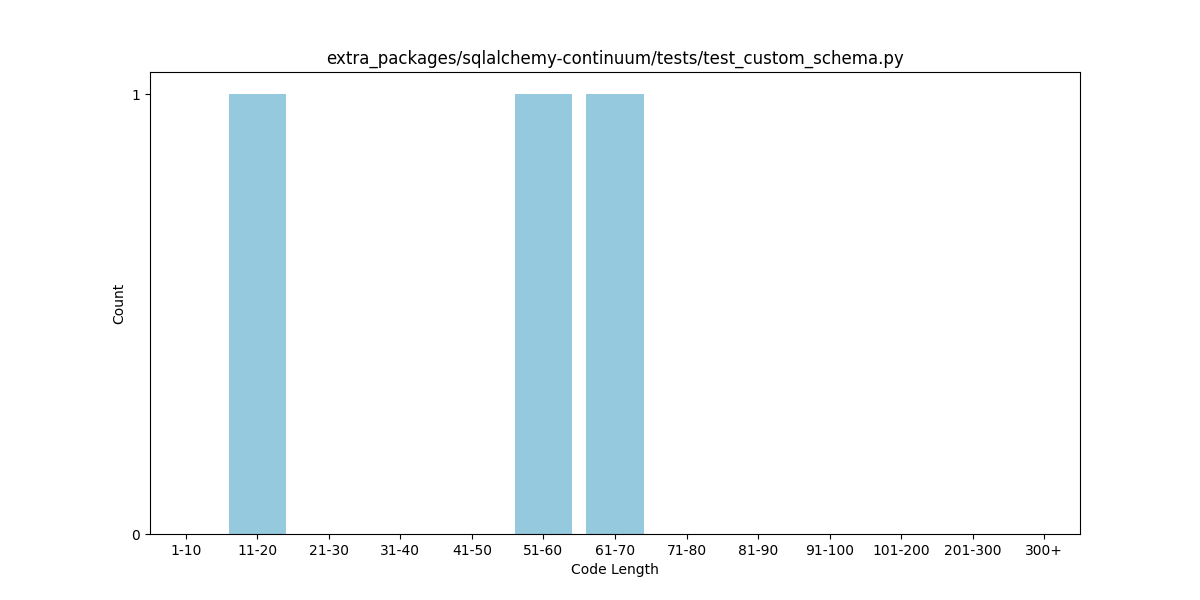 extra_packages/sqlalchemy-continuum/tests/test_custom_schema.py
1
Count
0
1-10 11-20 21-30 31-40 41-50 51-60 61-70 71-80 81-90 91-100 101-200 201-300 300+
Code Length